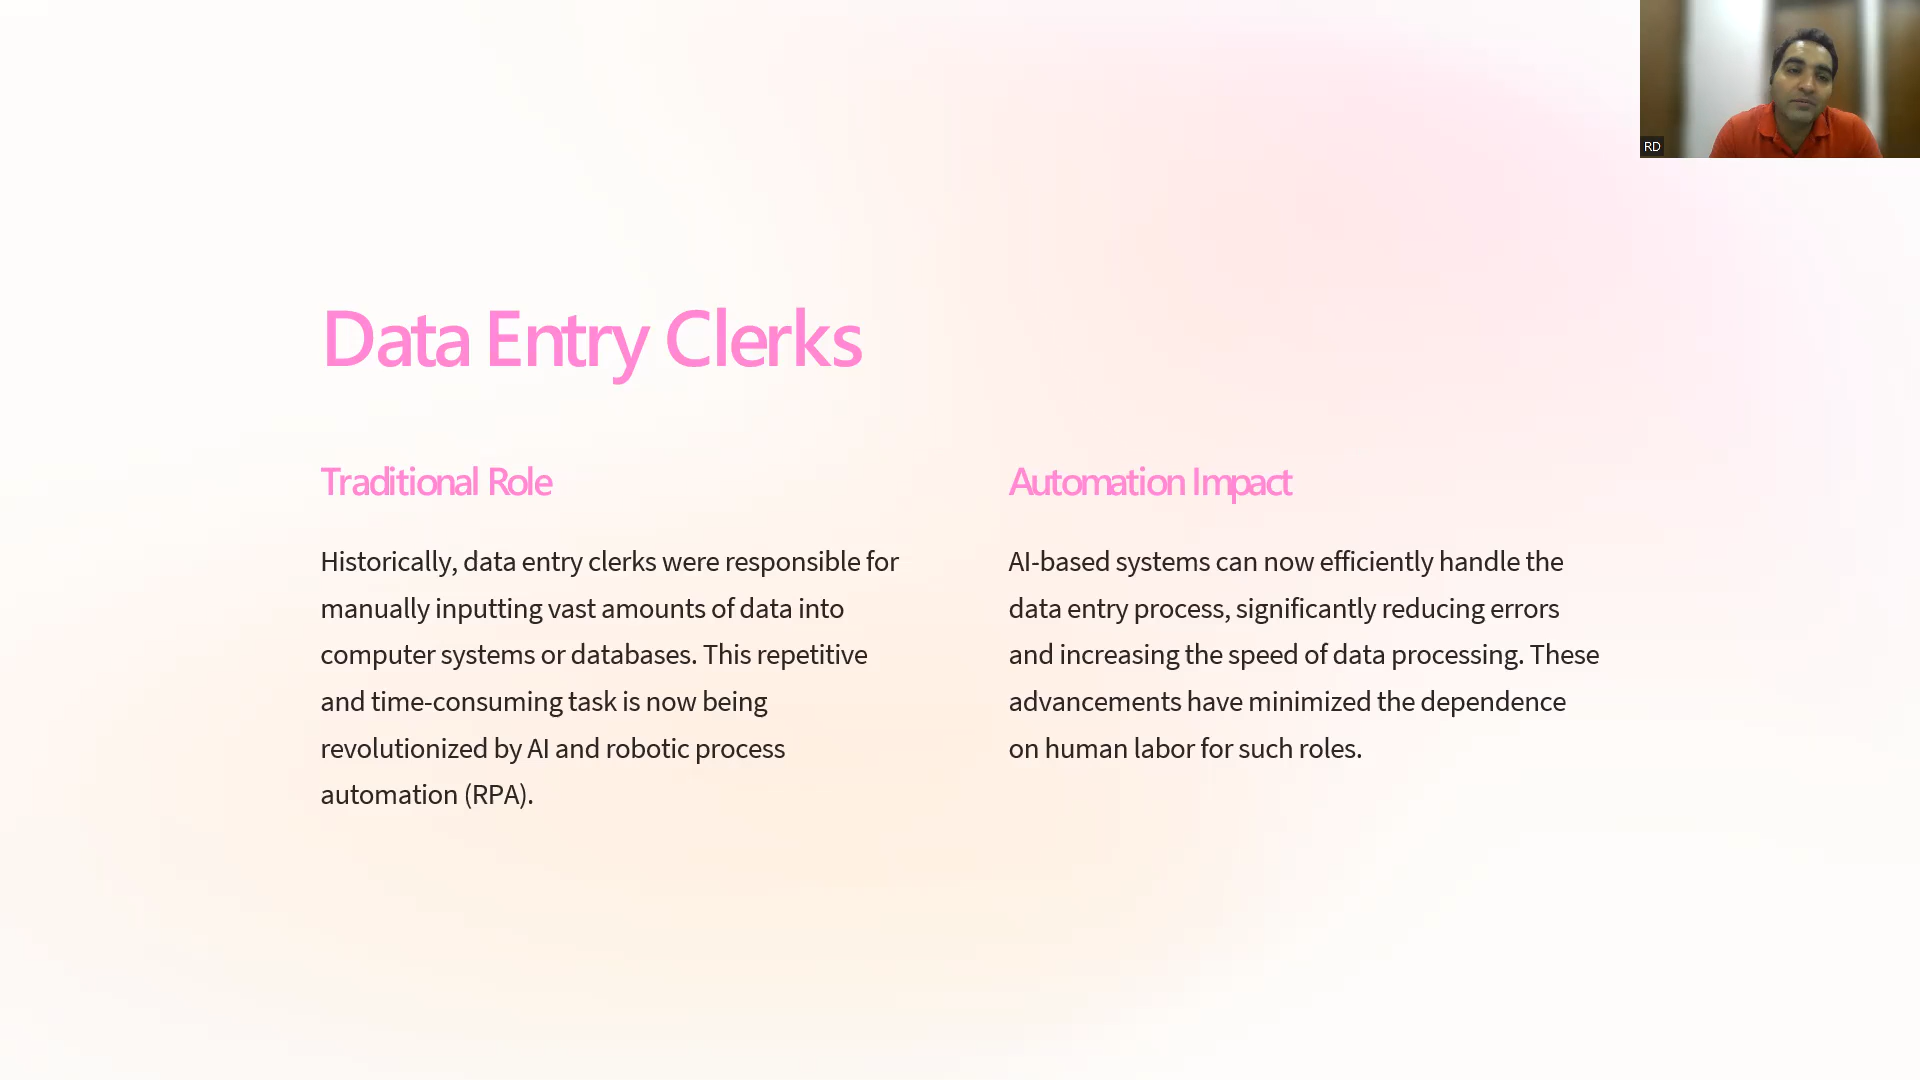 RD
Data Entry Clerks
Traditional Role
Historically, data entry clerks were responsible for
manually inputting vast amounts of data into
computer systems or databases. This repetitive
and time-consuming task is now being
revolutionized by AI and robotic process
automation (RPA).
Automation Impact
AI-based systems can now efficiently handle the
data entry process, significantly reducing errors
and increasing the speed of data processing. These
advancements have minimized the dependence
on human labor for such roles.